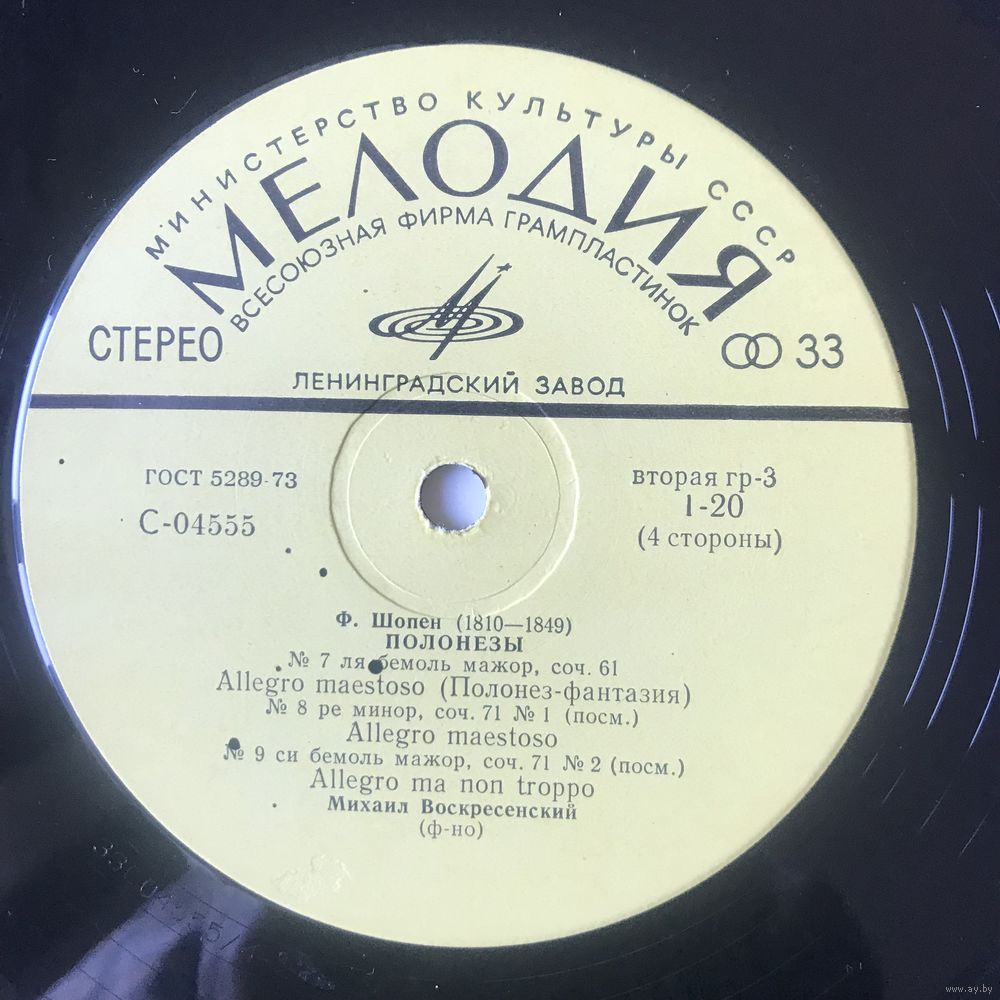 МИНИСТЕРСТВО КУЛЬТУРЫ СССР
МЕЛОДИЯ
ВСЕСОЮЗНАЯ ФИРМА ГРАМПЛАСТИНОК
СТЕРЕО
33
ЛЕНИНГРАДСКИЙ ЗАВОД
ГОСТ 5289-73
вторая гр-3
С-04555
1-20
(4 стороны)
Ф. Шопен (1810—1849)
ПОЛОНЕЗЫ
№ 7 ля бемоль мажор, соч. 61
Allegro maestoso (Полонез-фантазия)
№ 8 ре минор, соч. 71 № 1 (посм.)
Allegro maestoso
№ 9 си бемоль мажор, соч. 71 № 2 (посм.)
Allegro ma non troppo
Михаил Воскресенский
(ф-но)
www.ay.by